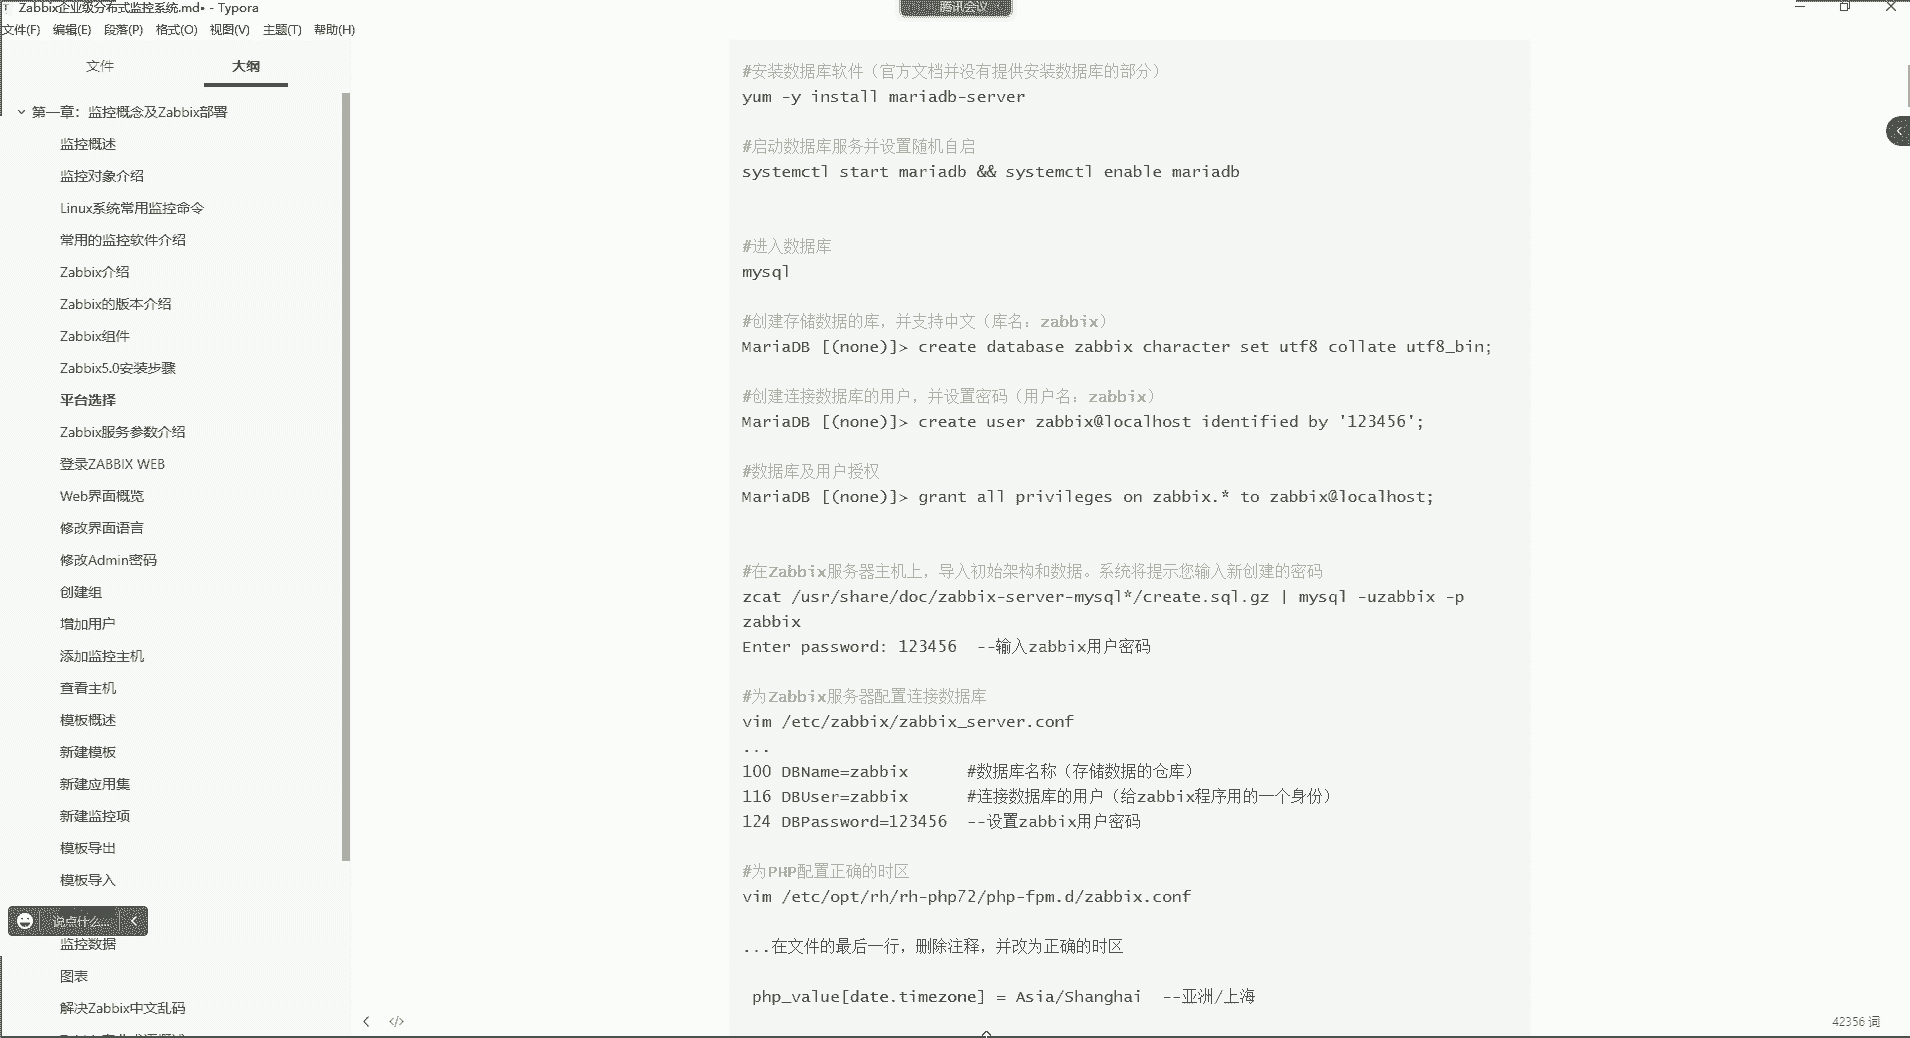 Zabbix企业级分布式监控系统.md• - Typora
腾讯会议
文件(F) 编辑(E) 段落(P) 格式(O) 视图(V) 主题(T) 帮助(H)
文件 大纲
第一章：监控概念及Zabbix部署
监控概述
监控对象介绍
Linux系统常用监控命令
常用的监控软件介绍
Zabbix介绍
Zabbix的版本介绍
Zabbix组件
Zabbix5.0安装步骤
平台选择
Zabbix服务参数介绍
登录ZABBIX WEB
Web界面概览
修改界面语言
修改Admin密码
创建组
增加用户
添加监控主机
查看主机
模板概述
新建模板
新建应用集
新建监控项
模板导出
模板导入
说点什么...
监控数据
图表
解决Zabbix中文乱码
#安装数据库软件（官方文档并没有提供安装数据库的部分）
yum -y install mariadb-server
#启动数据库服务并设置随机自启
systemctl start mariadb && systemctl enable mariadb
#进入数据库
mysql
#创建存储数据的库，并支持中文（库名：zabbix）
MariaDB [(none)]> create database zabbix character set utf8 collate utf8_bin;
#创建连接数据库的用户，并设置密码（用户名：zabbix）
MariaDB [(none)]> create user zabbix@localhost identified by '123456';
#数据库及用户授权
MariaDB [(none)]> grant all privileges on zabbix.* to zabbix@localhost;
#在Zabbix服务器主机上，导入初始架构和数据。系统将提示您输入新创建的密码
zcat /usr/share/doc/zabbix-server-mysql*/create.sql.gz | mysql -uzabbix -p
zabbix
Enter password: 123456 --输入zabbix用户密码
#为Zabbix服务器配置连接数据库
vim /etc/zabbix/zabbix_server.conf
...
100 DBName=zabbix #数据库名称（存储数据的仓库）
116 DBUser=zabbix #连接数据库的用户（给zabbix程序用的一个身份）
124 DBPassword=123456 --设置zabbix用户密码
#为PHP配置正确的时区
vim /etc/opt/rh/rh-php72/php-fpm.d/zabbix.conf
...在文件的最后一行，删除注释，并改为正确的时区
php_value[date.timezone] = Asia/Shanghai --亚洲/上海
42356 词